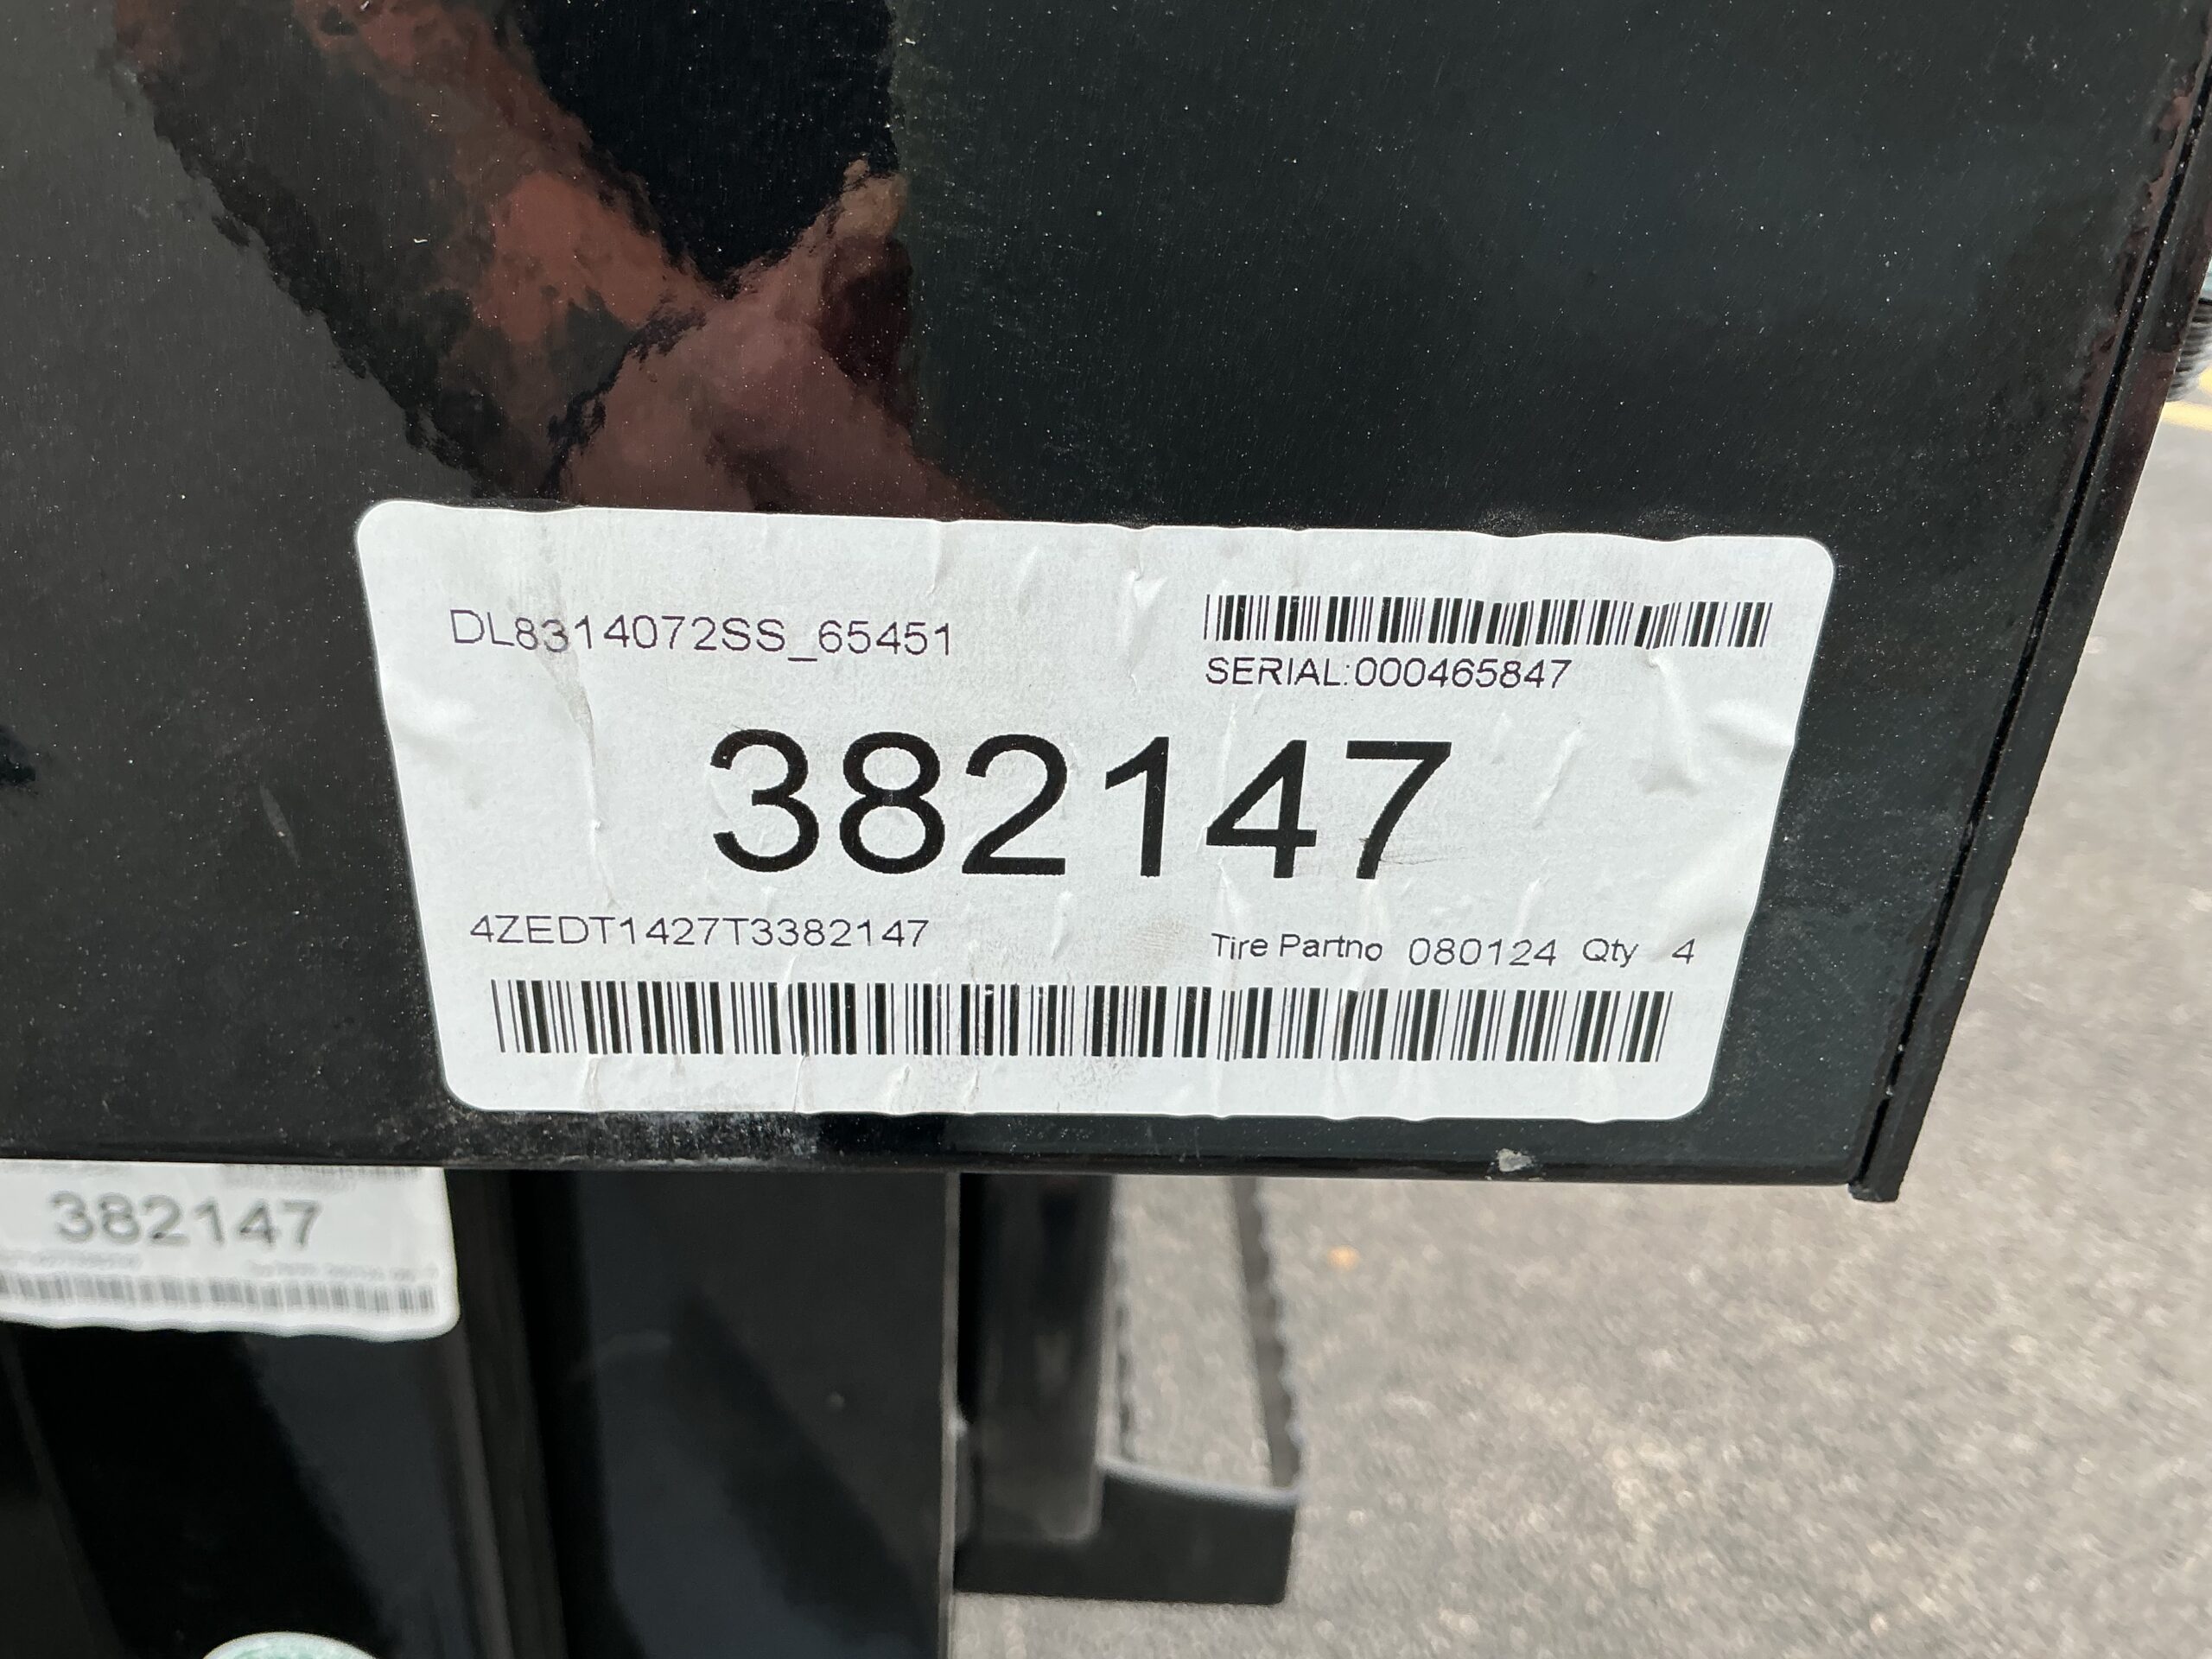 DL8314072SS_65451
SERIAL:000465847
382147
4ZEDT1427T3382147
Tire Partno 080124 Qty 4
382147